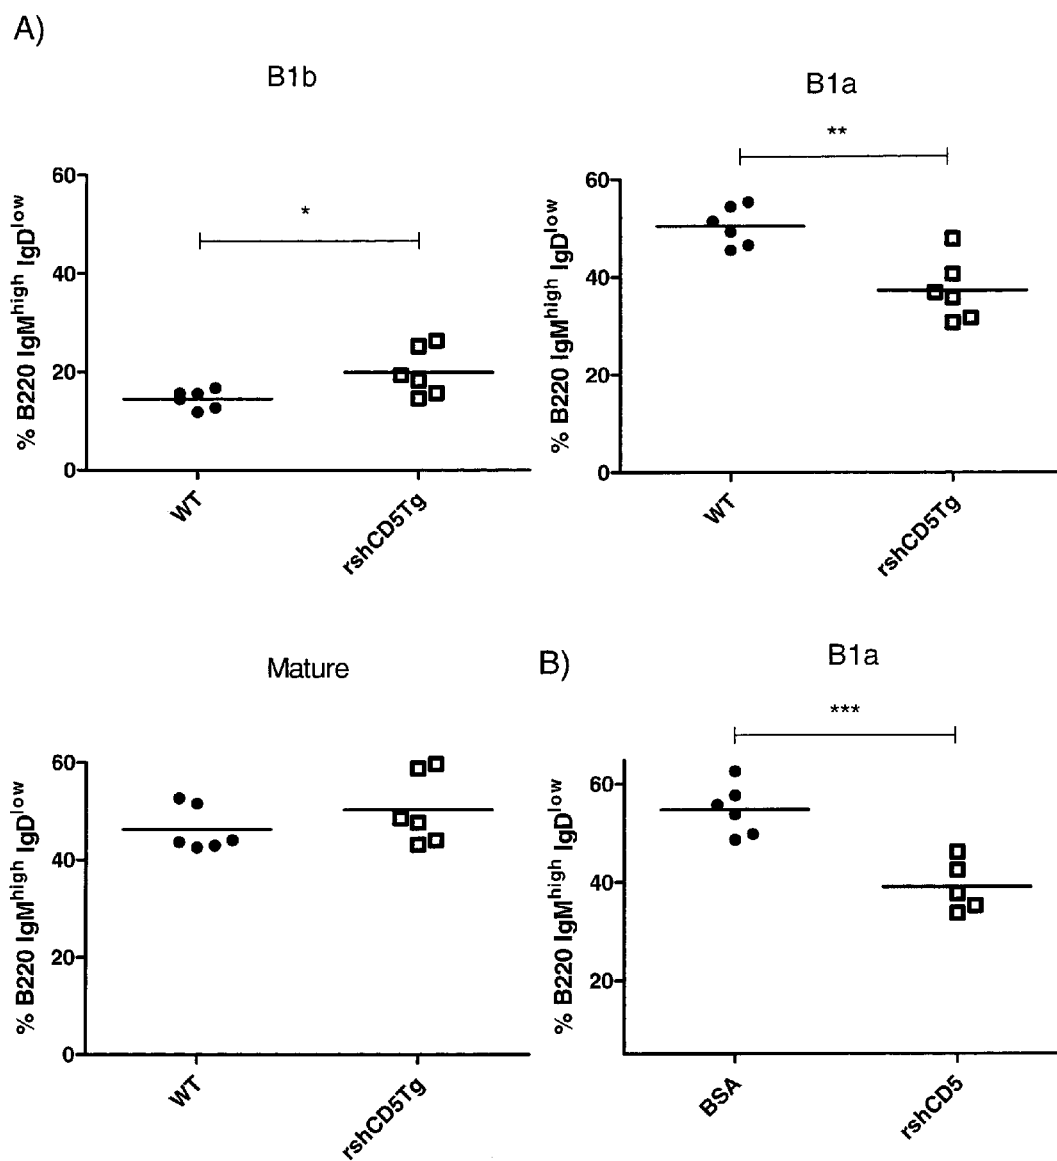 A)
B1b
% B220 IgMhigh IgDlow
60
40
20
0
*
WT
rshCD5Tg
B1a
% B220 IgMhigh IgDlow
60
40
20
0
**
WT
rshCD5Tg
Mature
% B220 IgMhigh IgDlow
60
40
20
0
WT
rshCD5Tg
B)
B1a
% B220 IgMhigh IgDlow
60
40
20
***
BSA
rshCD5